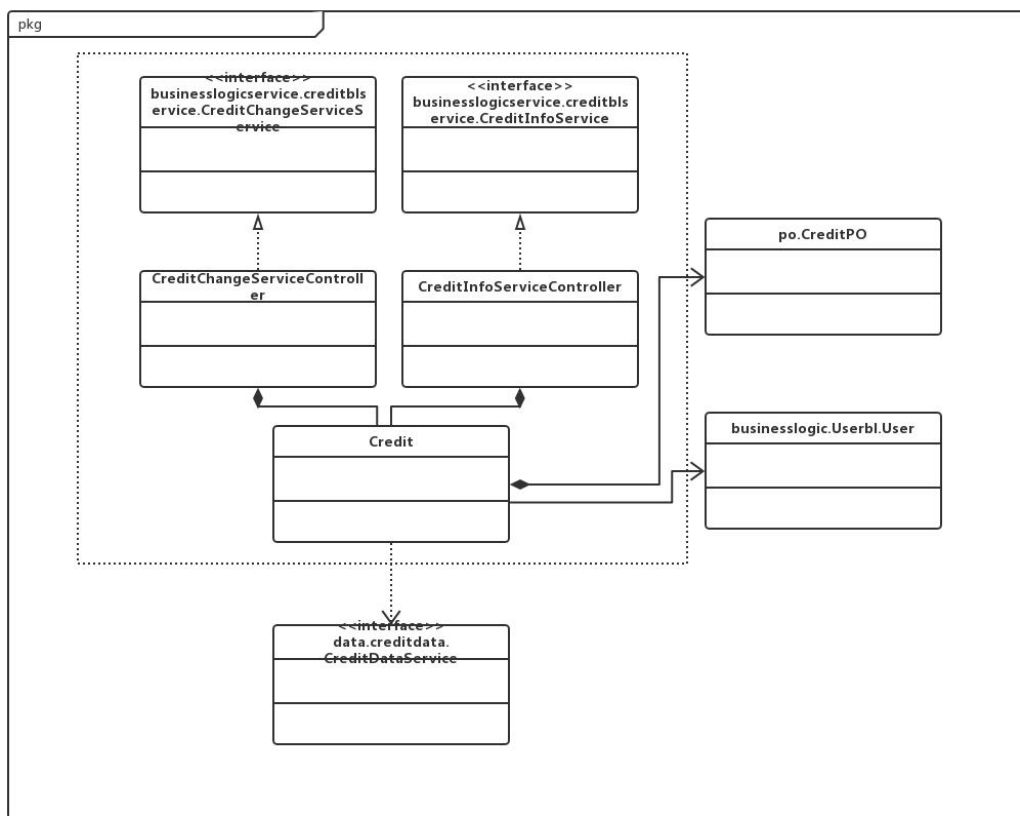 pkg
<<interface>>
businesslogicservice.creditbls
ervice.CreditChangeServiceS
ervice
<<interface>>
businesslogicservice.creditbls
ervice.CreditInfoService
po.CreditPO
CreditChangeServiceControll
er
CreditInfoServiceController
businesslogic.Userbl.User
Credit
<<interface>>
data.creditdata.
CreditDataService